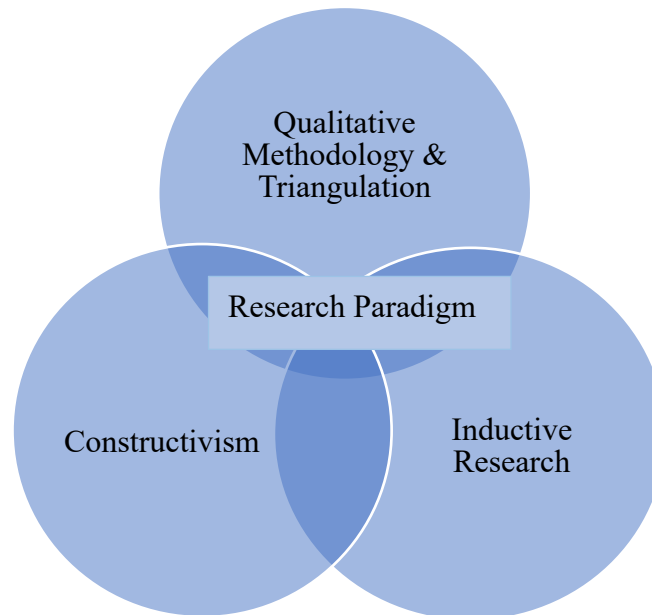 Qualitative
Methodology &
Triangulation
Research Paradigm
Constructivism
Inductive
Research